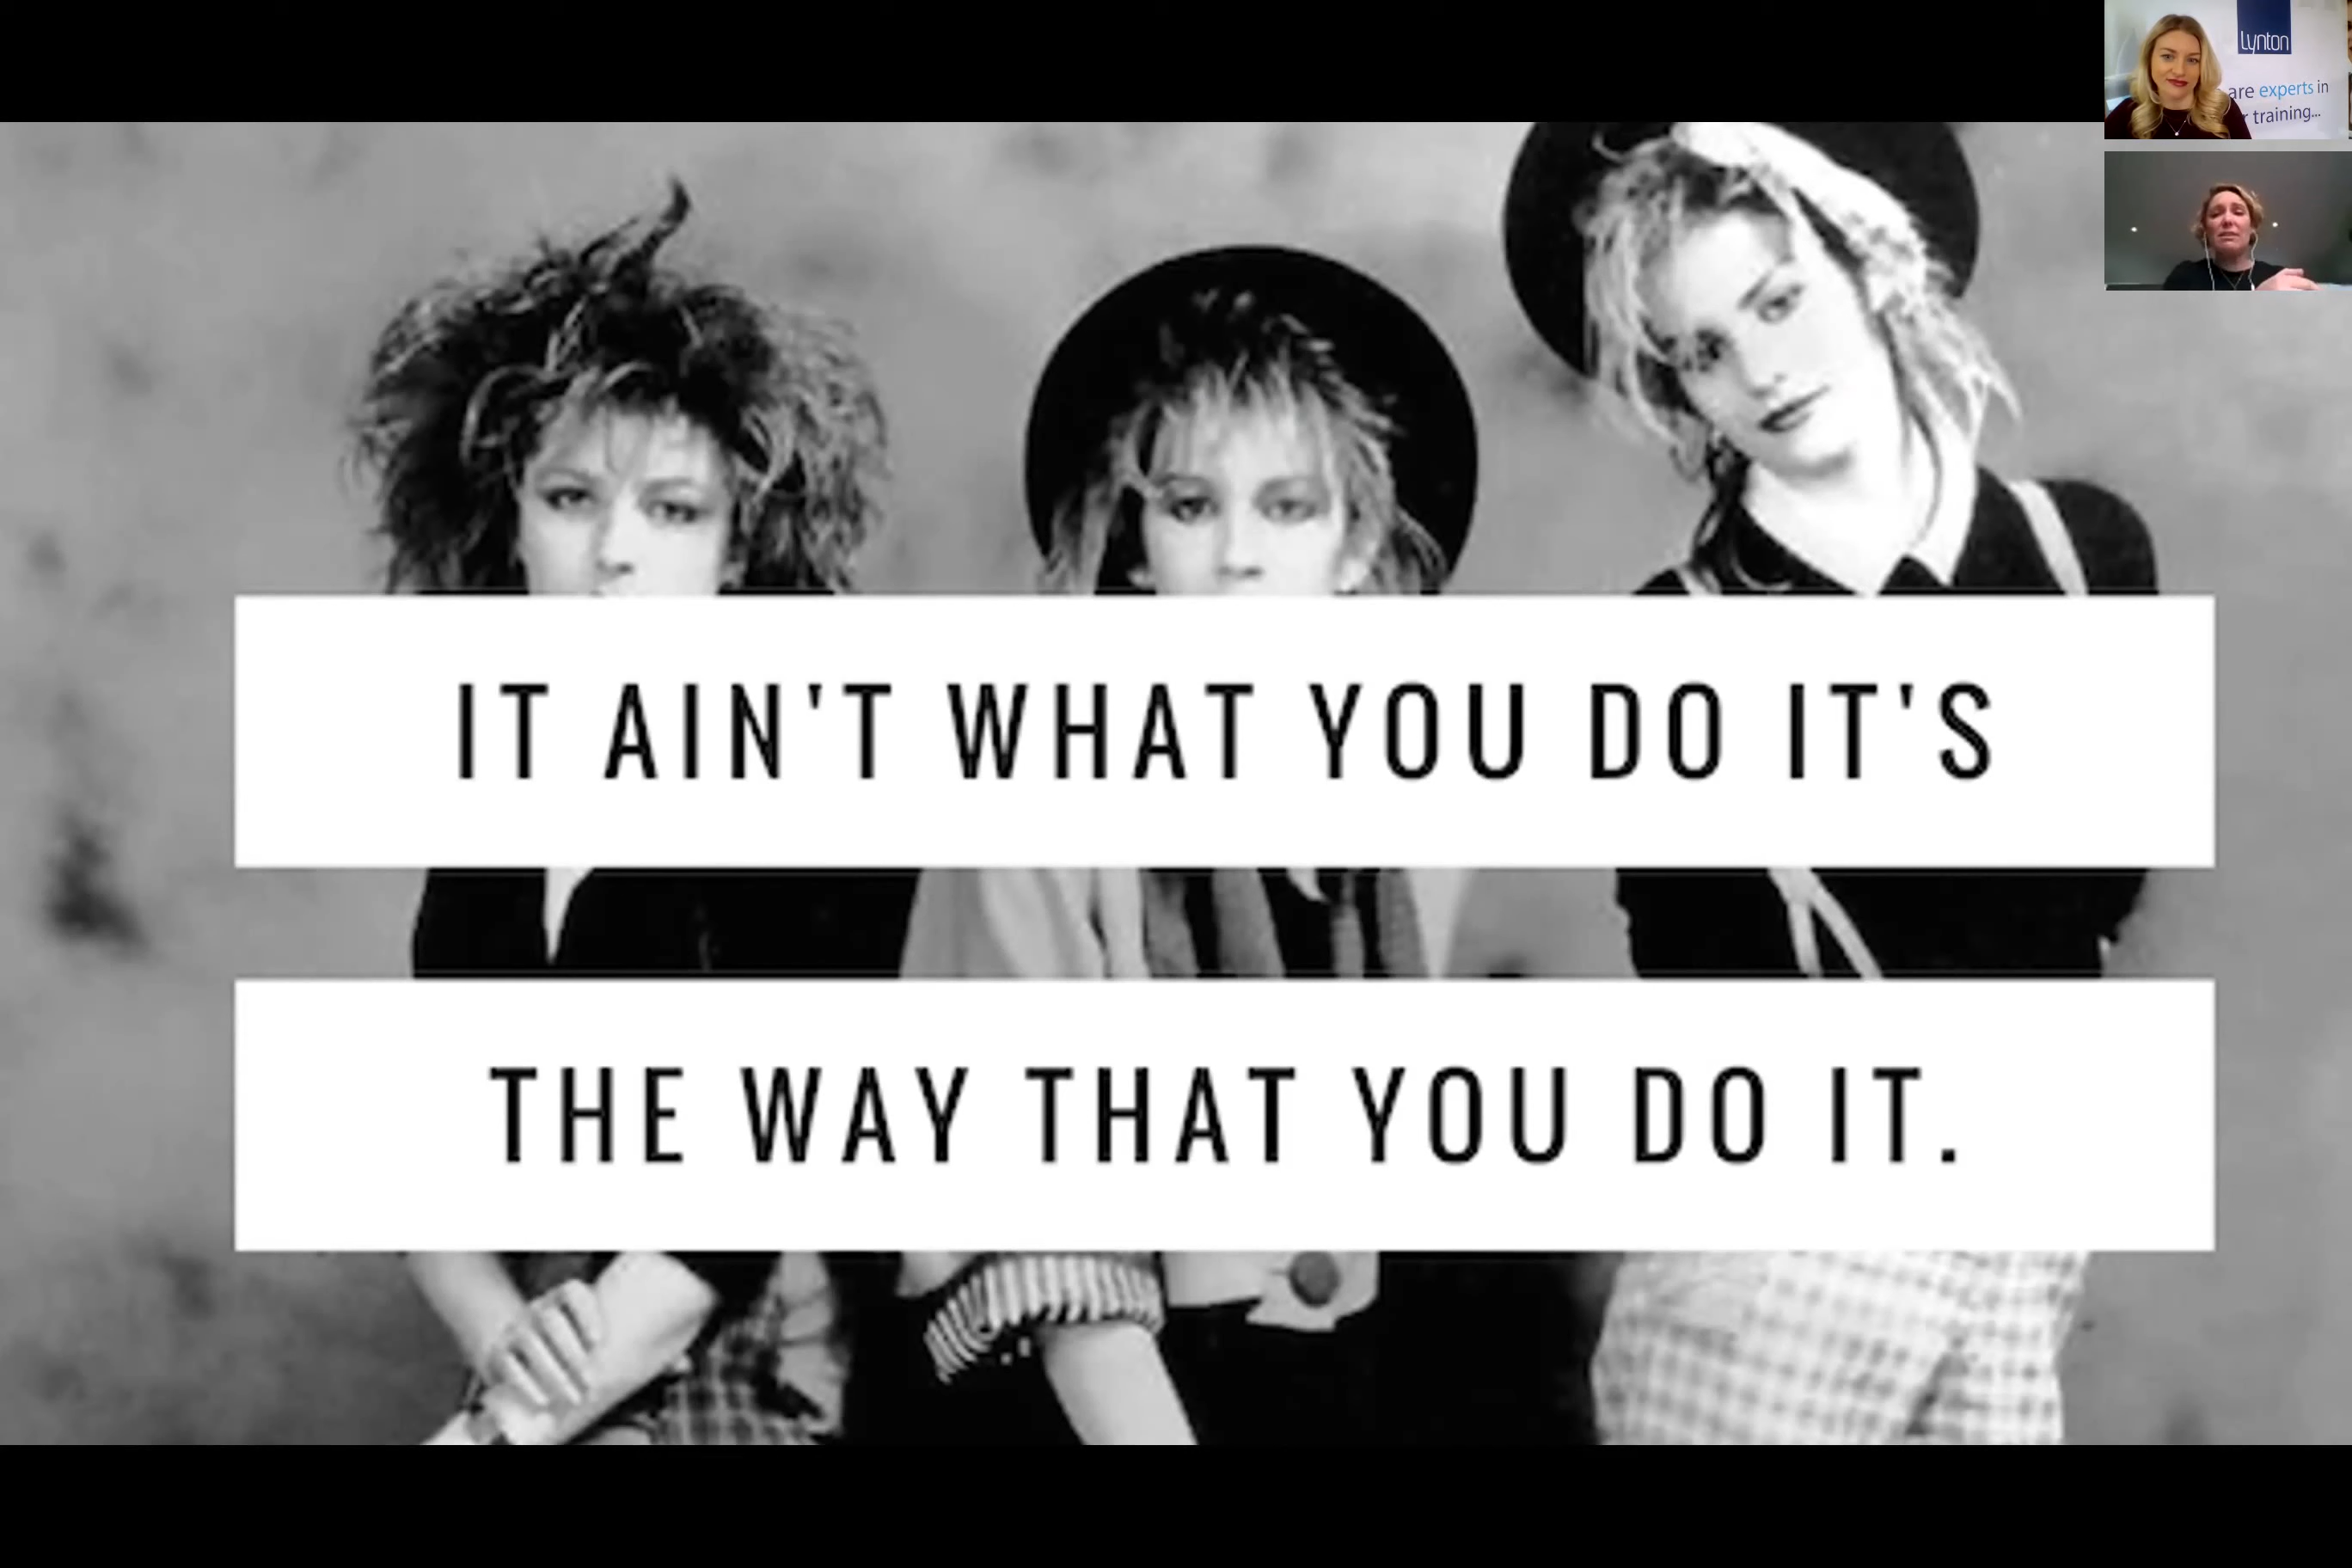 Lynton
are experts in
r training...
IT AIN'T WHAT YOU DO IT'S
THE WAY THAT YOU DO IT.